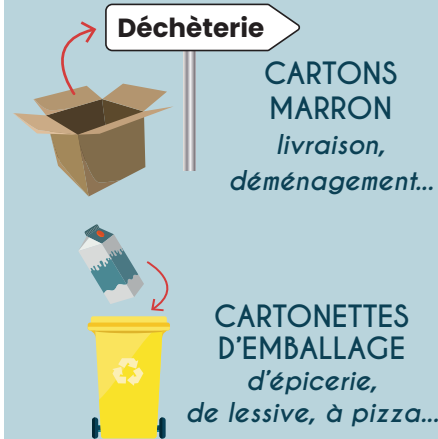 Déchèterie
CARTONS
MARRON
livraison,
déménagement...
CARTONETTES
D'EMBALLAGE
d'épicerie,
de lessive, à pizza...